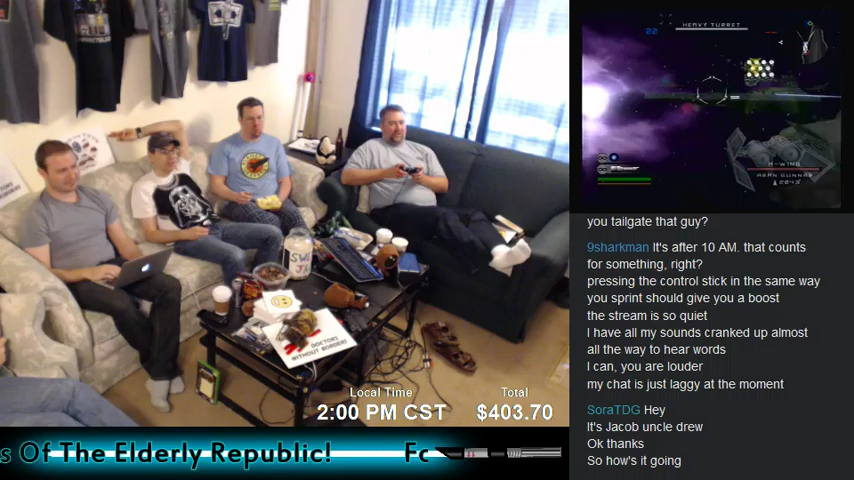 HEAVY TURRET
22
SWEAR
JAR
DOCTORS
WITHOUT BORDERS
Local Time
2:00 PM CST
Total
$403.70
s Of The Elderly Republic!
Fo
you tailgate that guy?
9sharkman It's after 10 AM. that counts
for something, right?
pressing the control stick in the same way
you sprint should give you a boost
the stream is so quiet
I have all my sounds cranked up almost
all the way to hear words
I can, you are louder
my chat is just laggy at the moment
SoraTDG Hey
It's Jacob uncle drew
Ok thanks
So how's it going